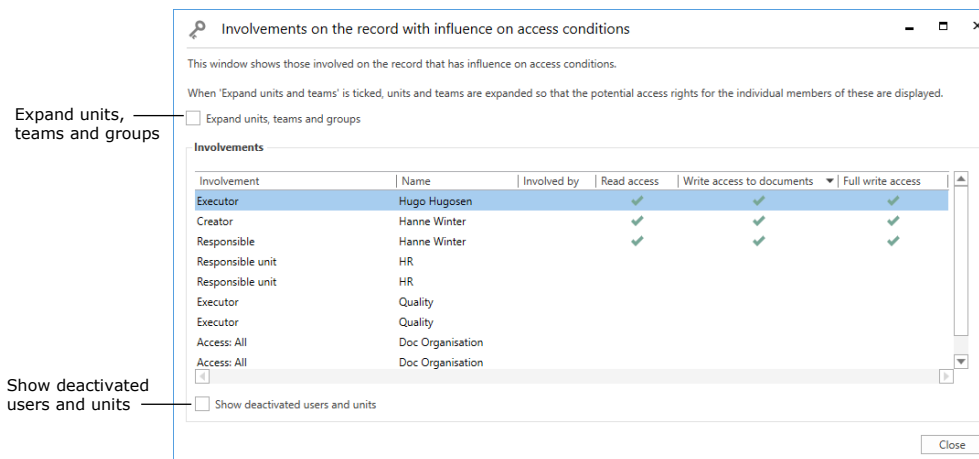 Involvements on the record with influence on access conditions
This window shows those involved on the record that has influence on access conditions.
When 'Expand units and teams' is ticked, units and teams are expanded so that the potential access rights for the individual members of these are displayed.
Expand units,
teams and groups
Expand units, teams and groups
Involvements
Involvement Name Involved by Read access Write access to documents Full write access
Executor Hugo Hugosen
Creator Hanne Winter
Responsible Hanne Winter
Responsible unit HR
Responsible unit HR
Executor Quality
Executor Quality
Access: All Doc Organisation
Access: All Doc Organisation
Show deactivated
users and units
Show deactivated users and units
Close